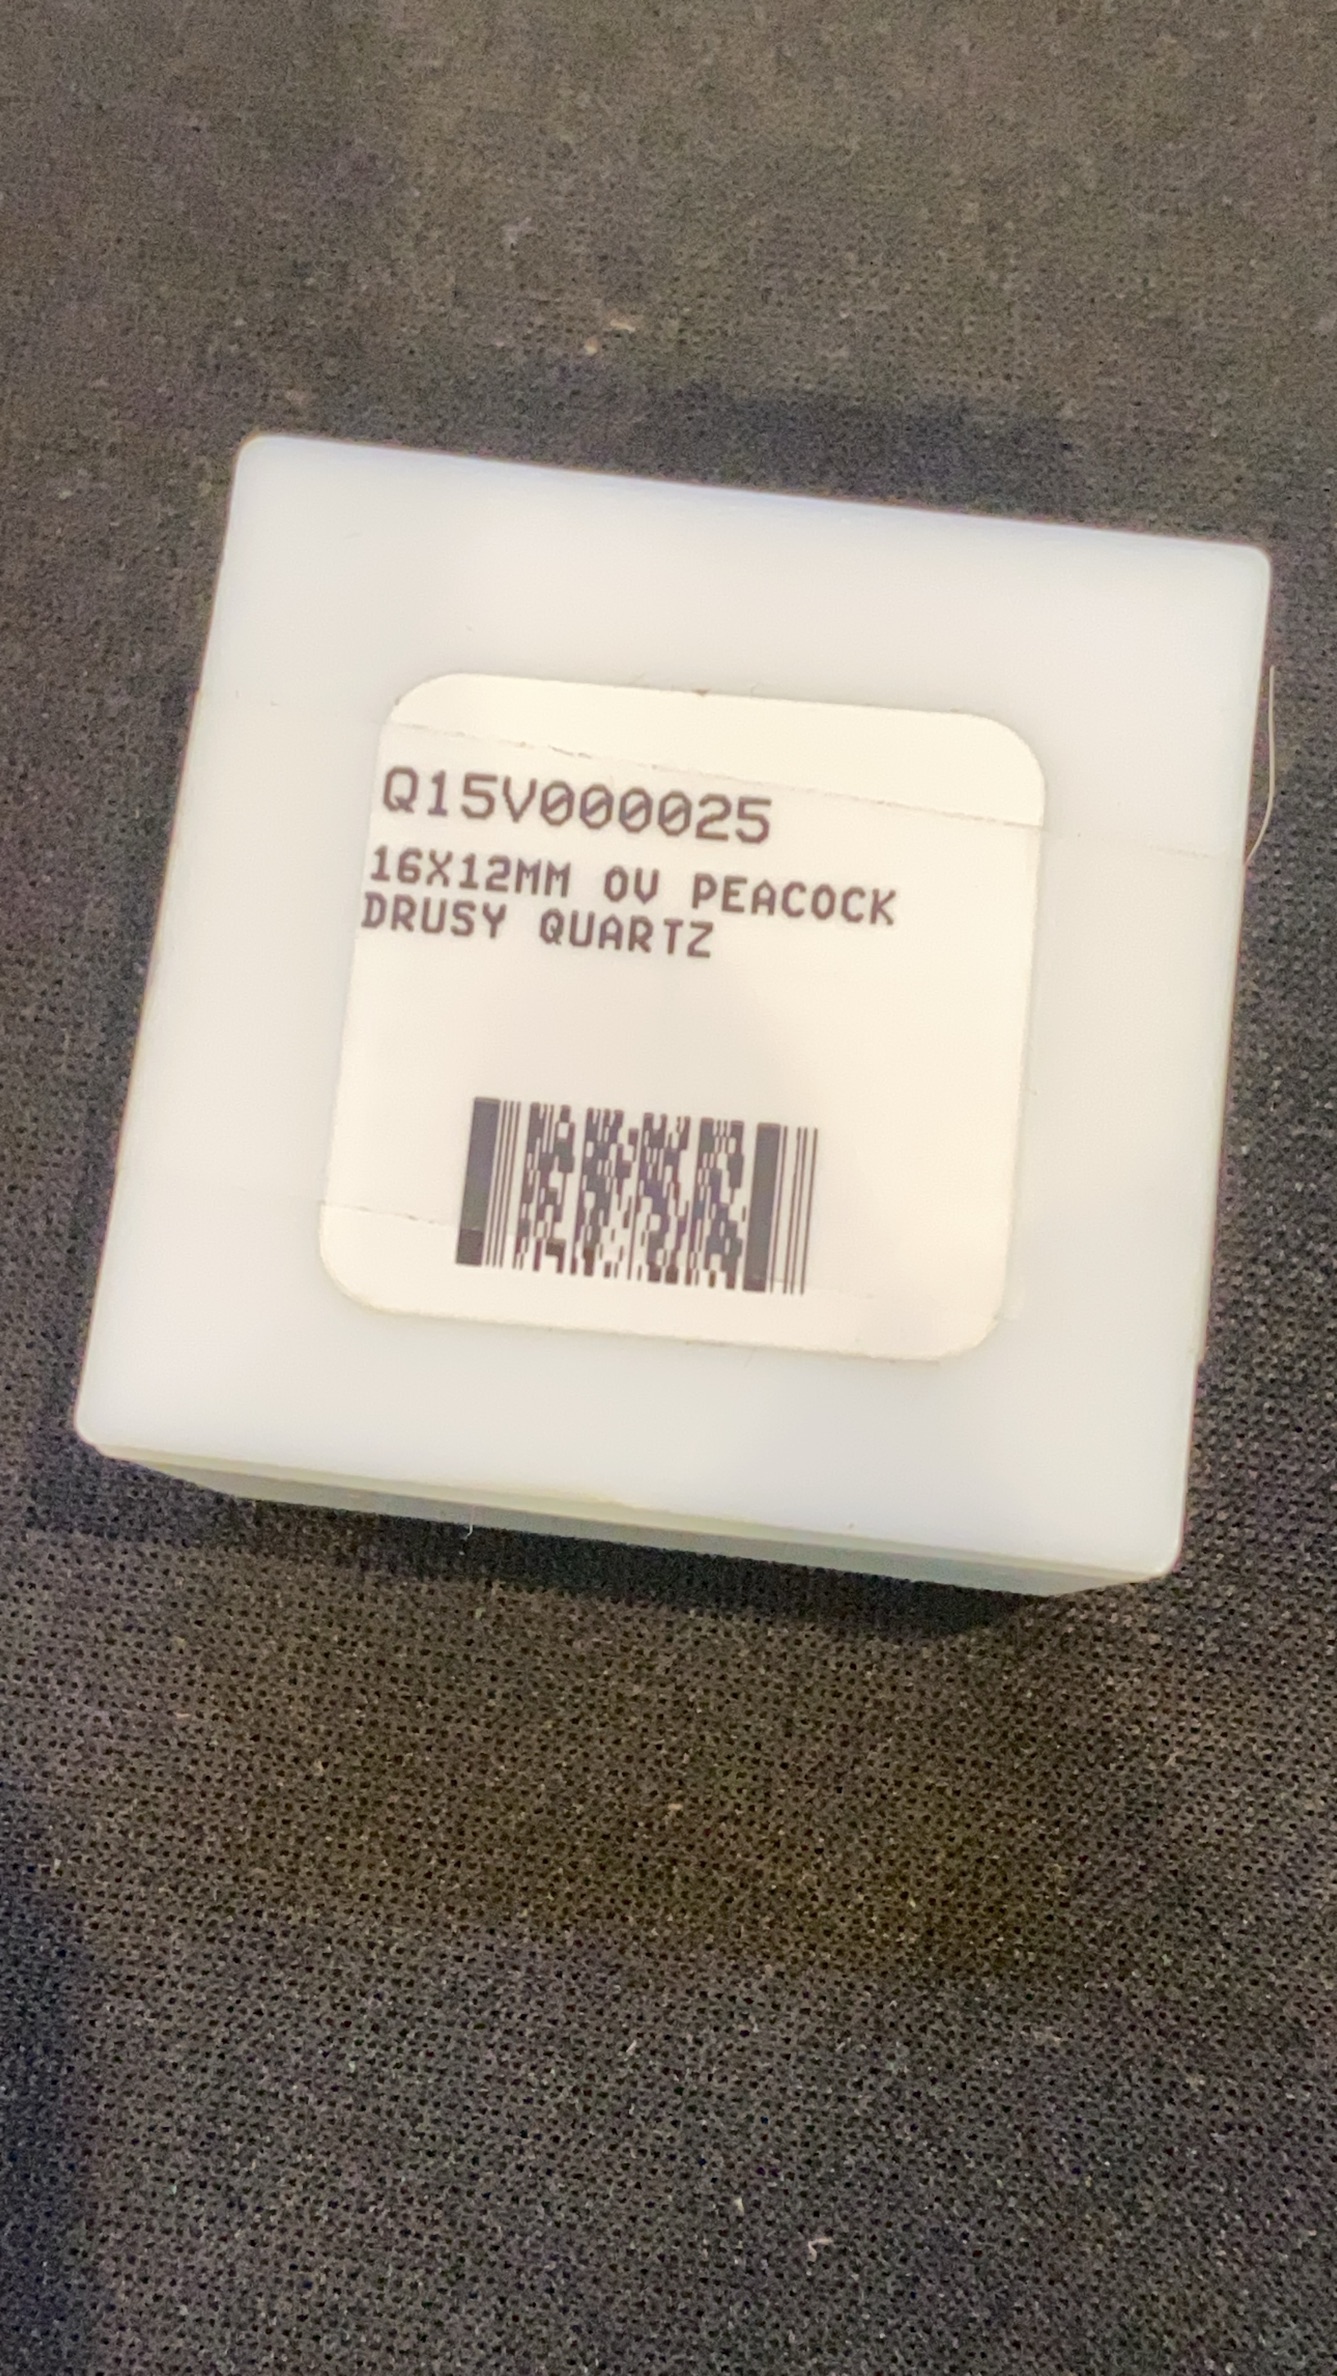 Q15V000025
16X12MM OV PEACOCK
DRUSY QUARTZ